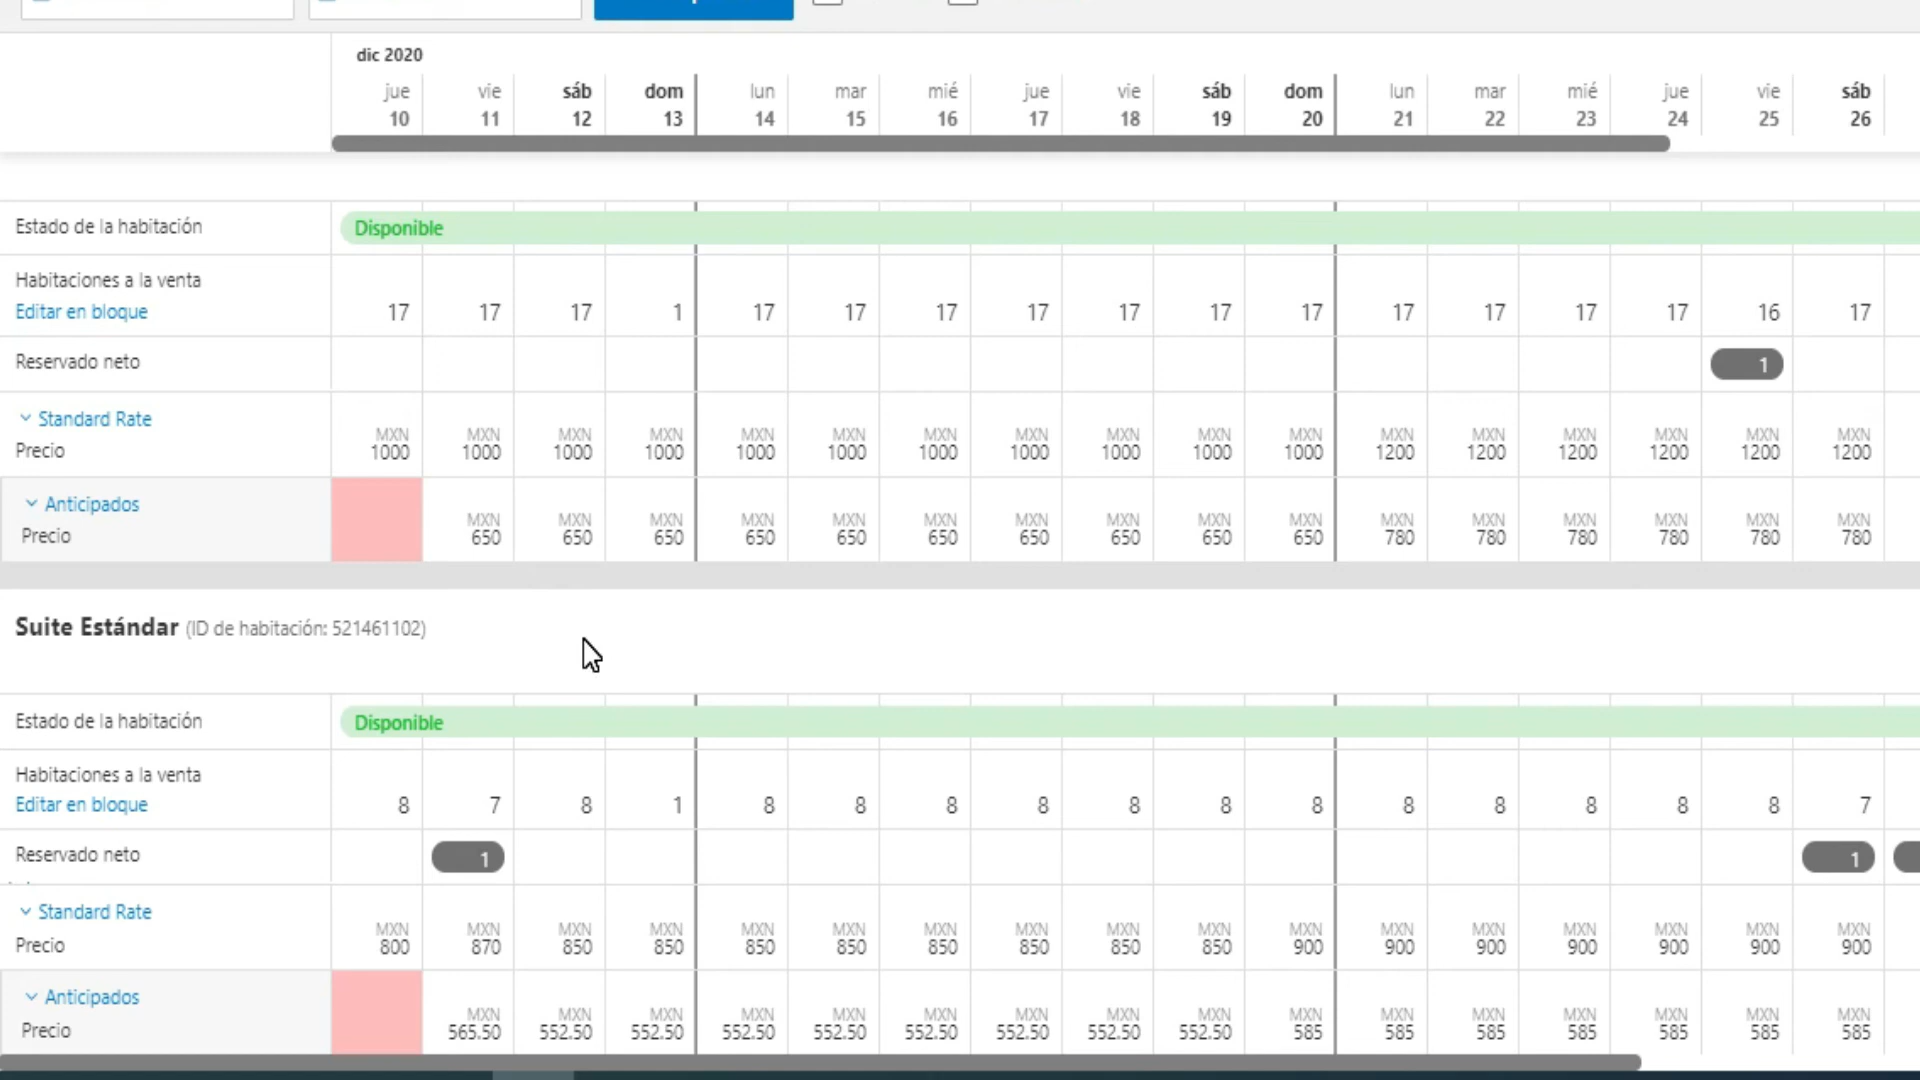 dic 2020
jue vie sáb dom lun mar mié jue vie sáb dom lun mar mié jue vie sáb
10 11 12 13 14 15 16 17 18 19 20 21 22 23 24 25 26
Estado de la habitación Disponible
Habitaciones a la venta
Editar en bloque 17 17 17 1 17 17 17 17 17 17 17 17 17 17 17 16 17
Reservado neto 1
Standard Rate
MXN MXN MXN MXN MXN MXN MXN MXN MXN MXN MXN MXN MXN MXN MXN MXN MXN
Precio 1000 1000 1000 1000 1000 1000 1000 1000 1000 1000 1000 1200 1200 1200 1200 1200 1200
Anticipados
MXN MXN MXN MXN MXN MXN MXN MXN MXN MXN MXN MXN MXN MXN MXN MXN
Precio 650 650 650 650 650 650 650 650 650 650 780 780 780 780 780 780
Suite Estándar (ID de habitación: 521461102)
Estado de la habitación Disponible
Habitaciones a la venta
Editar en bloque 8 7 8 1 8 8 8 8 8 8 8 8 8 8 8 8 7
Reservado neto 1 1
Standard Rate
MXN MXN MXN MXN MXN MXN MXN MXN MXN MXN MXN MXN MXN MXN MXN MXN MXN
Precio 800 870 850 850 850 850 850 850 850 850 900 900 900 900 900 900 900
Anticipados
MXN MXN MXN MXN MXN MXN MXN MXN MXN MXN MXN MXN MXN MXN MXN MXN
Precio 565.50 552.50 552.50 552.50 552.50 552.50 552.50 552.50 552.50 585 585 585 585 585 585 585